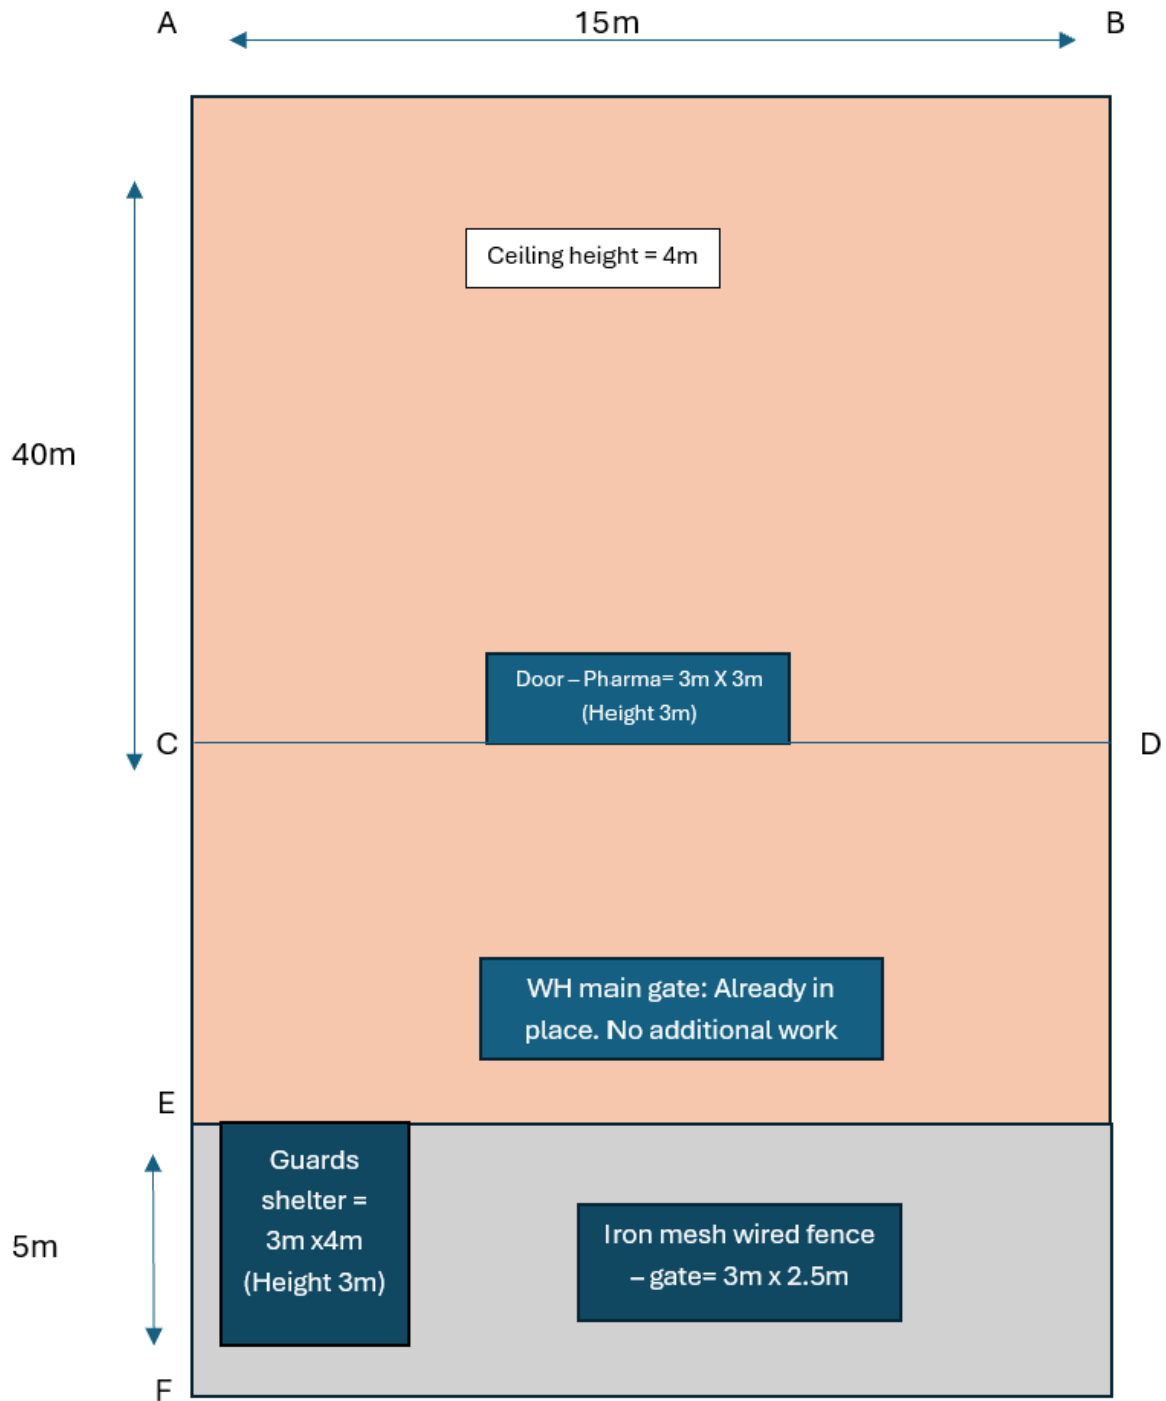 A
15m
B
Ceiling height = 4m
40m
Door – Pharma= 3m X 3m
(Height 3m)
C
D
WH main gate: Already in
place. No additional work
E
Guards
shelter =
3m x4m
(Height 3m)
Iron mesh wired fence
– gate= 3m x 2.5m
5m
F